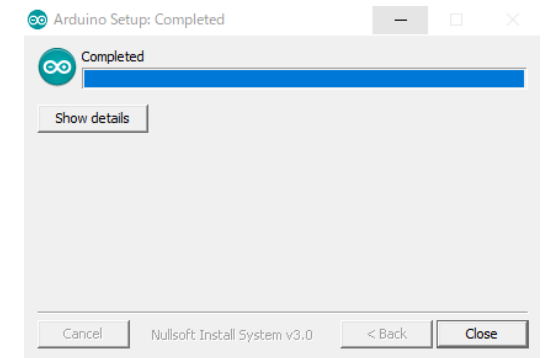 Arduino Setup: Completed
Completed
Show details
Cancel
Nullsoft Install System v3.0
< Back
Close